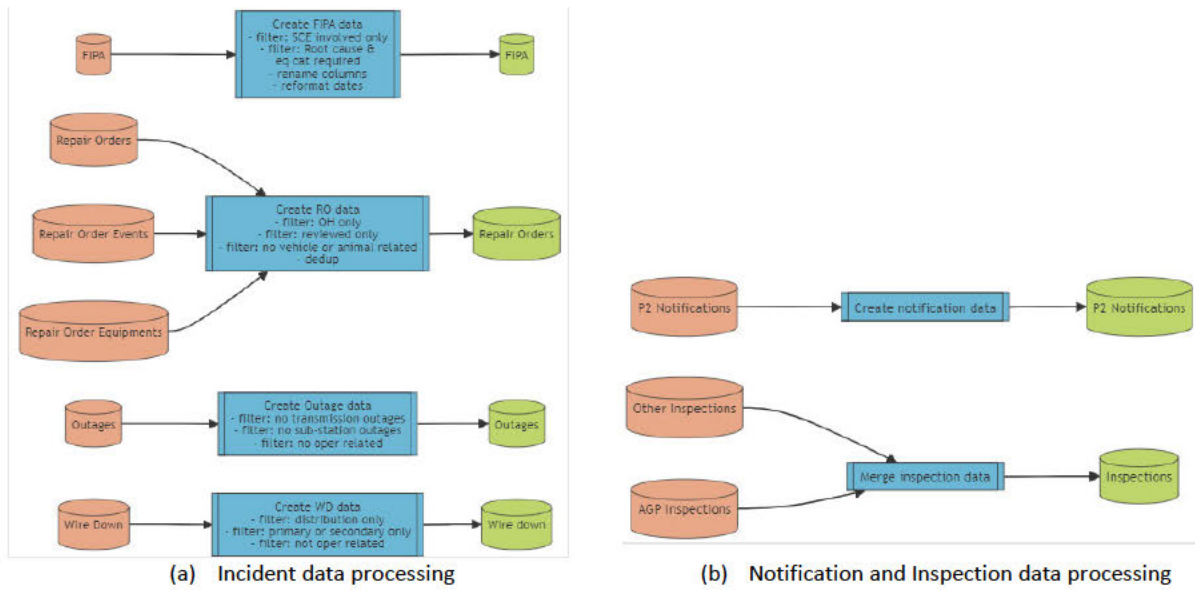 FIPA
Create FIPA data
- filter: SCE involved only
- filter: Root cause &
eq cat required
- rename columns
- reformat dates
FIPA
Repair Orders
Repair Order Events
Repair Order Equipments
Create RO data
- filter: OH only
- filter: reviewed only
- filter: no vehicle or animal related
- dedup
Repair Orders
Outages
Create Outage data
- filter: no transmission outages
- filter: no sub-station outages
- filter: no oper related
Outages
Wire Down
Create WD data
- filter: distribution only
- filter: primary or secondary only
- filter: not oper related
Wire down
(a) Incident data processing
P2 Notifications
Create notification data
P2 Notifications
Other Inspections
AGP Inspections
Merge inspection data
Inspections
(b) Notification and Inspection data processing